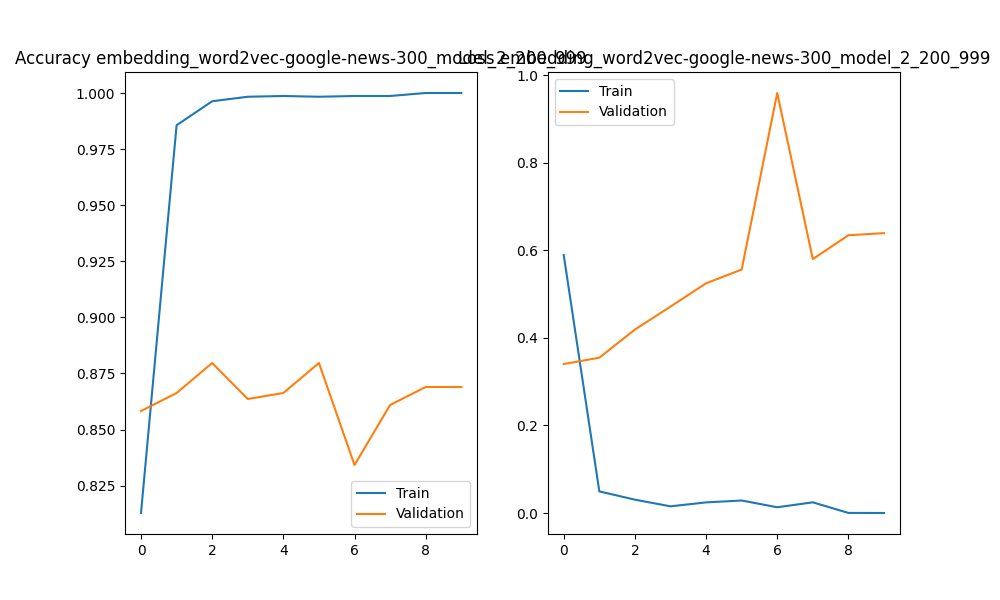 Accuracy embedding_word2vec-google-news-300_model_2_200_999
Loss embedding_word2vec-google-news-300_model_2_200_999
1.000
0.975
0.950
0.925
0.900
0.875
0.850
0.825
0 2 4 6 8
Train
Validation
1.0
0.8
0.6
0.4
0.2
0.0
0 2 4 6 8
Train
Validation